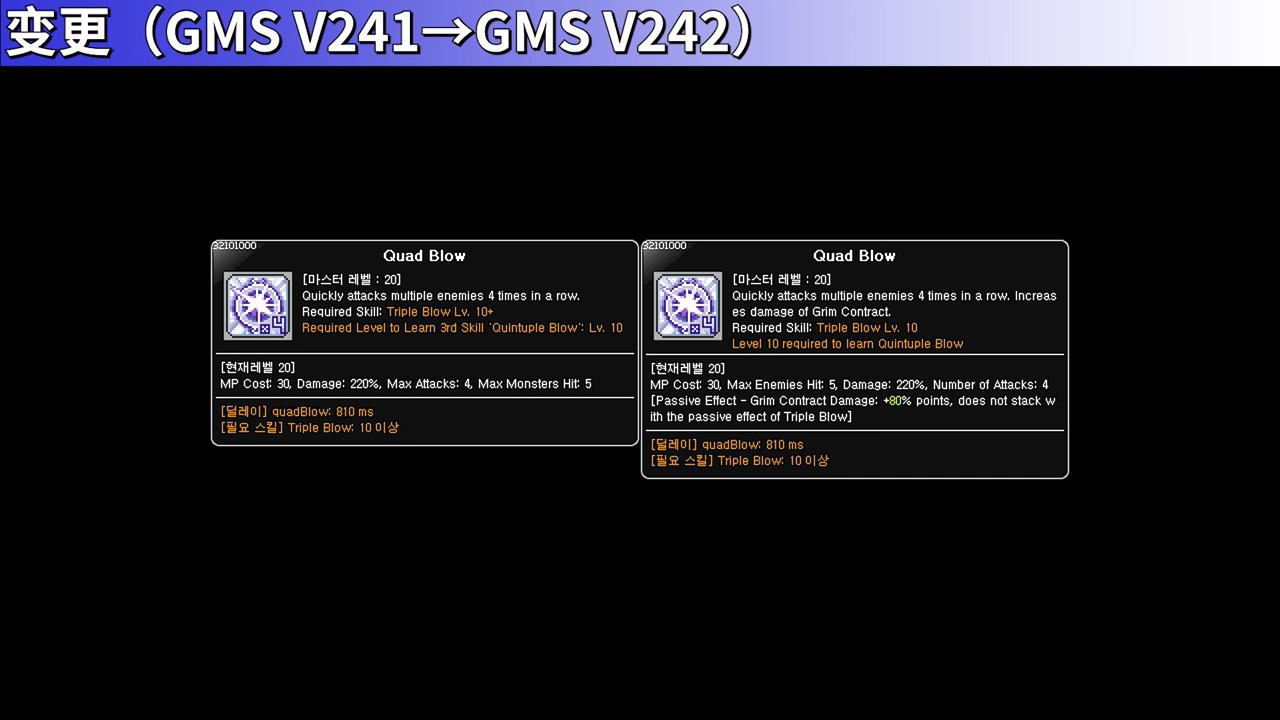 变更（GMS V241→GMS V242）
32101000
Quad Blow
[마스터 레벨 : 20]
Quickly attacks multiple enemies 4 times in a row.
Required Skill: Triple Blow Lv. 10+
Required Level to Learn 3rd Skill 'Quintuple Blow': Lv. 10
[현재레벨 20]
MP Cost: 30, Damage: 220%, Max Attacks: 4, Max Monsters Hit: 5
[딜레이] quadBlow: 810 ms
[필요 스킬] Triple Blow: 10 이상
32101000
Quad Blow
[마스터 레벨 : 20]
Quickly attacks multiple enemies 4 times in a row. Increas
es damage of Grim Contract.
Required Skill: Triple Blow Lv. 10
Level 10 required to learn Quintuple Blow
[현재레벨 20]
MP Cost: 30, Max Enemies Hit: 5, Damage: 220%, Number of Attacks: 4
[Passive Effect - Grim Contract Damage: +80% points, does not stack w
ith the passive effect of Triple Blow]
[딜레이] quadBlow: 810 ms
[필요 스킬] Triple Blow: 10 이상